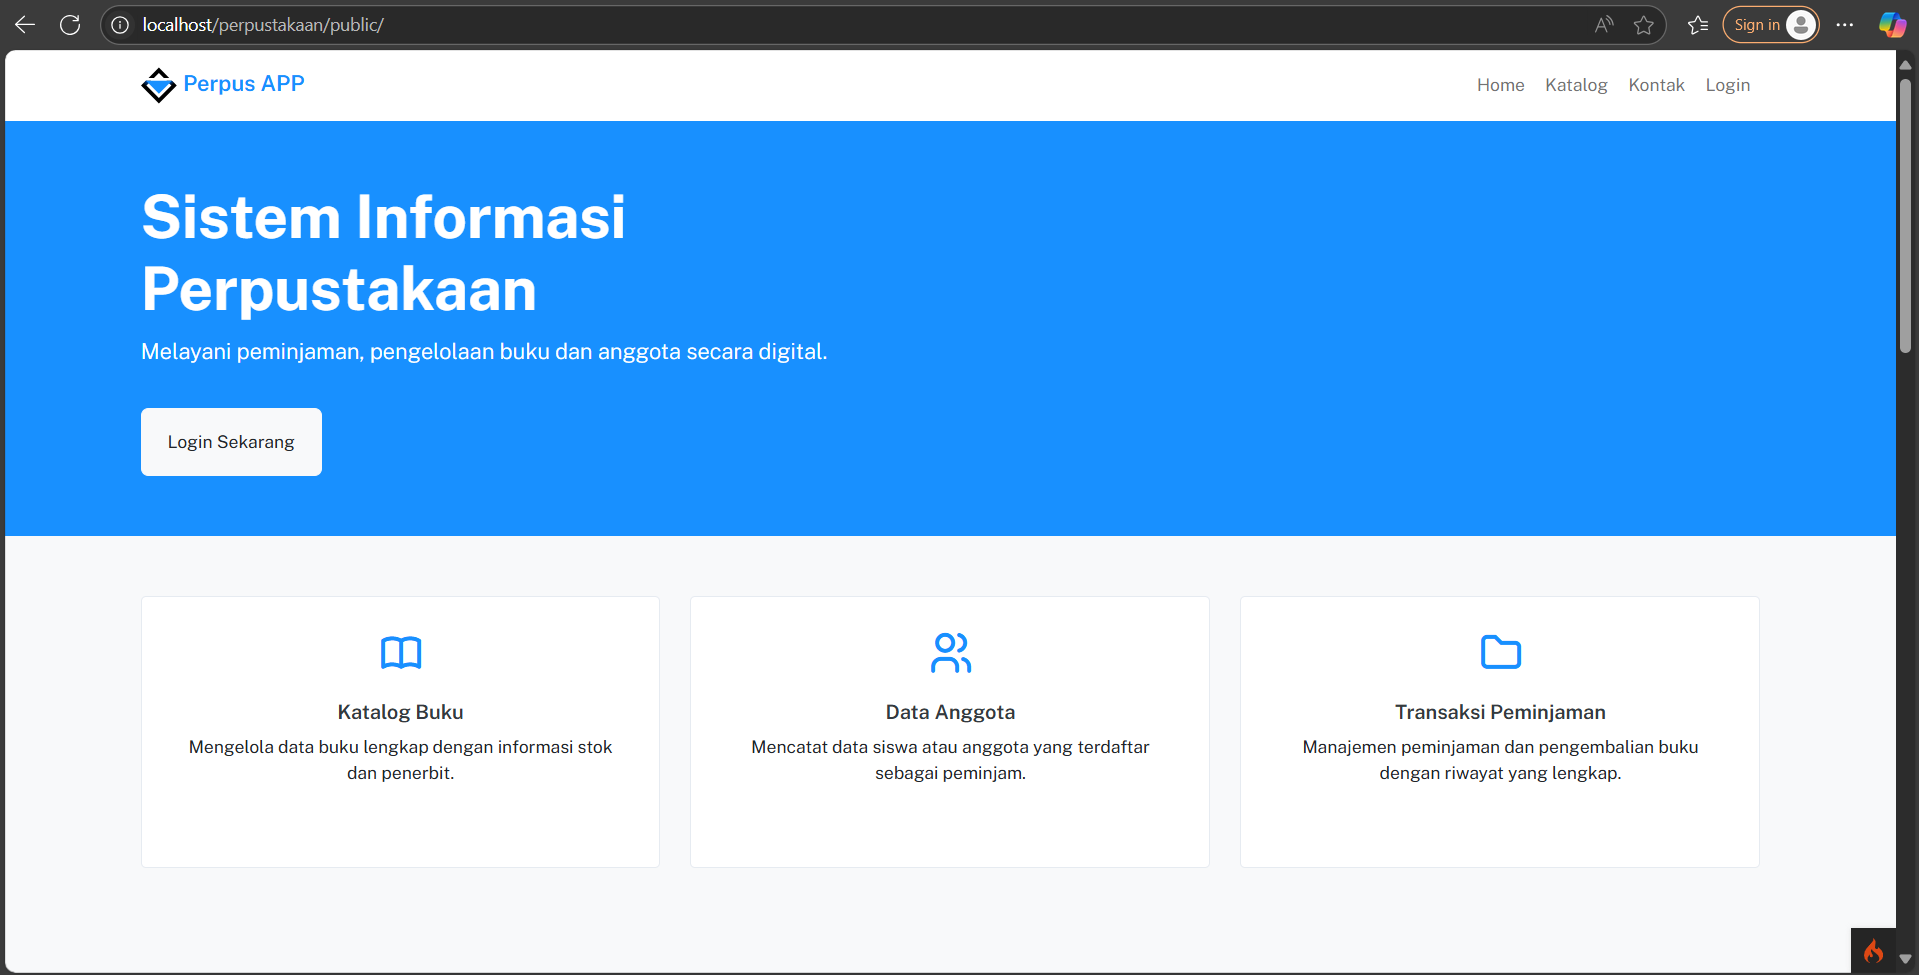 localhost/perpustakaan/public/
Sign in
Perpus APP
Home Katalog Kontak Login
Sistem Informasi
Perpustakaan
Melayani peminjaman, pengelolaan buku dan anggota secara digital.
Login Sekarang
Katalog Buku
Mengelola data buku lengkap dengan informasi stok
dan penerbit.
Data Anggota
Mencatat data siswa atau anggota yang terdaftar
sebagai peminjam.
Transaksi Peminjaman
Manajemen peminjaman dan pengembalian buku
dengan riwayat yang lengkap.